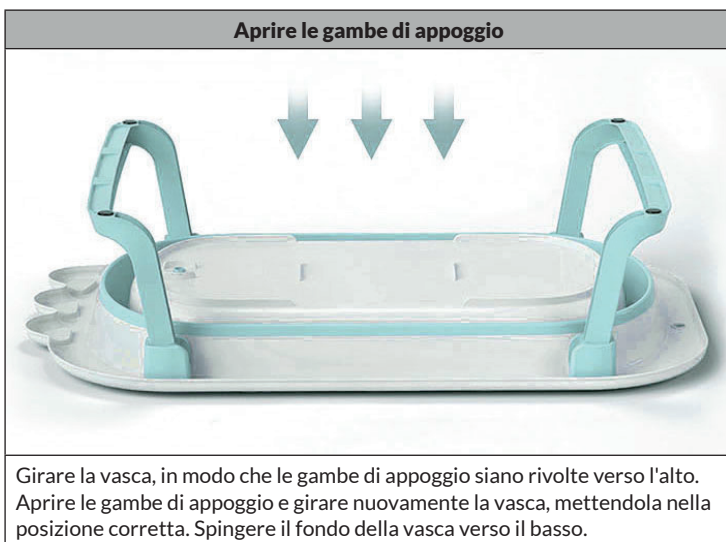 Aprire le gambe di appoggio
Girare la vasca, in modo che le gambe di appoggio siano rivolte verso l'alto.
Aprire le gambe di appoggio e girare nuovamente la vasca, mettendola nella
posizione corretta. Spingere il fondo della vasca verso il basso.